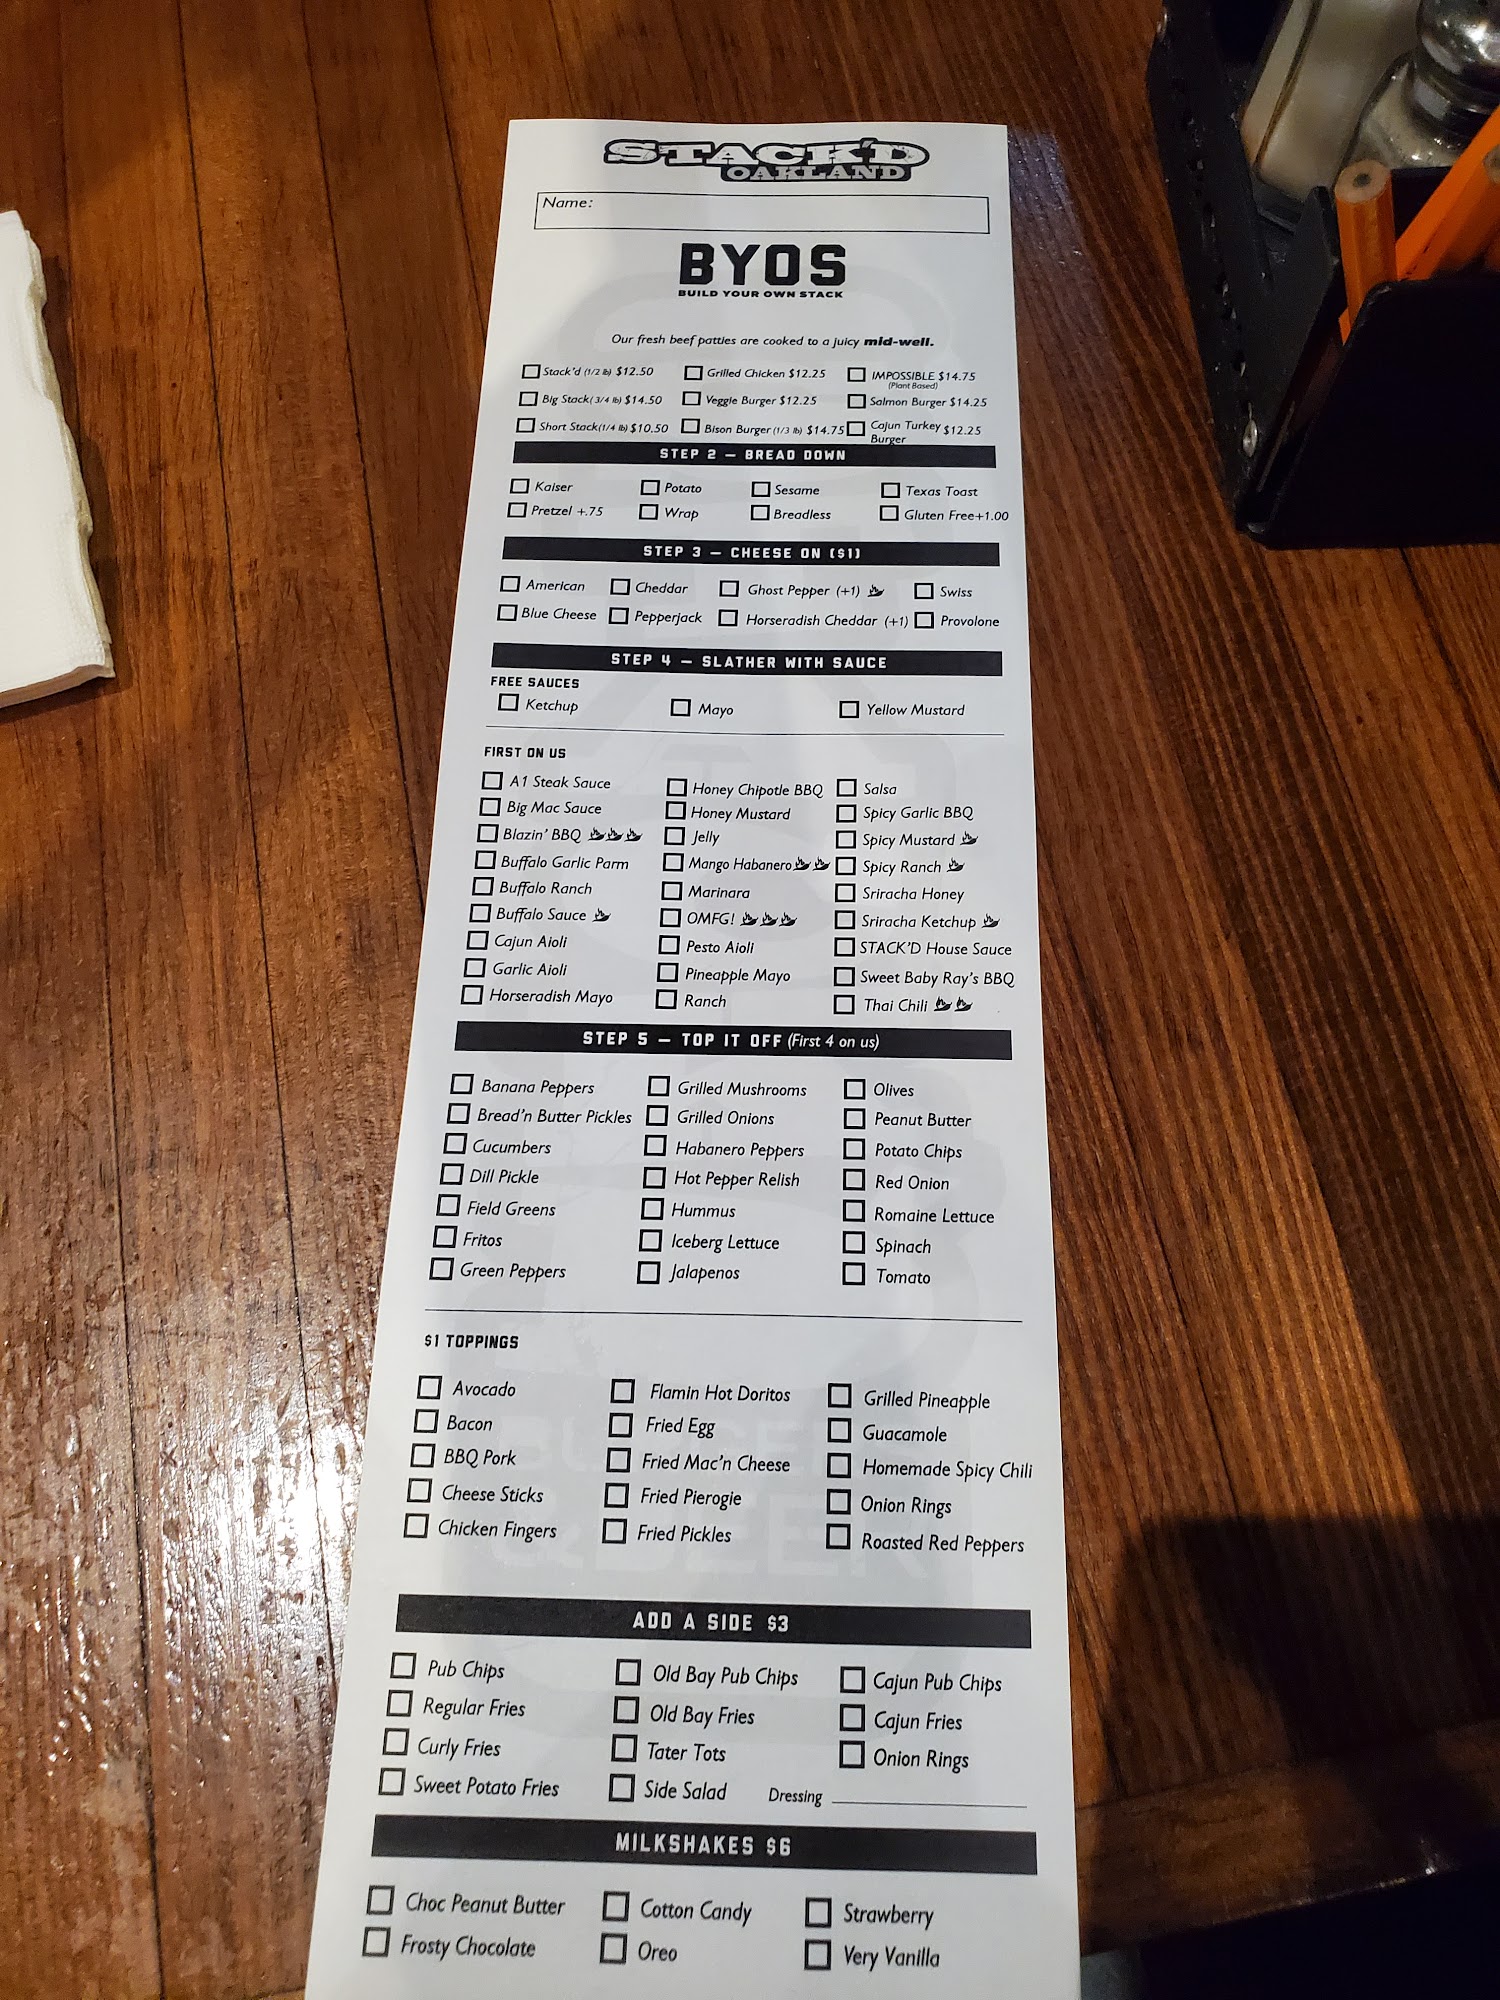 STACK'D
OAKLAND
Name:
BYOS
BUILD YOUR OWN STACK
Our fresh beef patties are cooked to a juicy mid-well.
Stack'd (1/2 lb) $12.50 Grilled Chicken $12.25 IMPOSSIBLE $14.75
(Plant Based)
Big Stack( 3/4 lb) $14.50 Veggie Burger $12.25 Salmon Burger $14.25
Short Stack(1/4 lb) $10.50 Bison Burger (1/3 lb) $14.75 Cajun Turkey $12.25
Burger
STEP 2 – BREAD DOWN
Kaiser Potato Sesame Texas Toast
Pretzel +.75 Wrap Breadless Gluten Free+1.00
STEP 3 – CHEESE ON ($1)
American Cheddar Ghost Pepper (+1) Swiss
Blue Cheese Pepperjack Horseradish Cheddar (+1) Provolone
STEP 4 – SLATHER WITH SAUCE
FREE SAUCES
Ketchup Mayo Yellow Mustard
FIRST ON US
A1 Steak Sauce Honey Chipotle BBQ Salsa
Big Mac Sauce Honey Mustard Spicy Garlic BBQ
Blazin' BBQ Jelly Spicy Mustard
Buffalo Garlic Parm Mango Habanero Spicy Ranch
Buffalo Ranch Marinara Sriracha Honey
Buffalo Sauce OMFG! Sriracha Ketchup
Cajun Aioli Pesto Aioli STACK'D House Sauce
Garlic Aioli Pineapple Mayo Sweet Baby Ray's BBQ
Horseradish Mayo Ranch Thai Chili
STEP 5 – TOP IT OFF (First 4 on us)
Banana Peppers Grilled Mushrooms Olives
Bread'n Butter Pickles Grilled Onions Peanut Butter
Cucumbers Habanero Peppers Potato Chips
Dill Pickle Hot Pepper Relish Red Onion
Field Greens Hummus Romaine Lettuce
Fritos Iceberg Lettuce Spinach
Green Peppers Jalapenos Tomato
$1 TOPPINGS
Avocado Flamin Hot Doritos Grilled Pineapple
Bacon Fried Egg Guacamole
BBQ Pork Fried Mac'n Cheese Homemade Spicy Chili
Cheese Sticks Fried Pierogie Onion Rings
Chicken Fingers Fried Pickles Roasted Red Peppers
ADD A SIDE $3
Pub Chips Old Bay Pub Chips Cajun Pub Chips
Regular Fries Old Bay Fries Cajun Fries
Curly Fries Tater Tots Onion Rings
Sweet Potato Fries Side Salad Dressing
MILKSHAKES $6
Choc Peanut Butter Cotton Candy Strawberry
Frosty Chocolate Oreo Very Vanilla